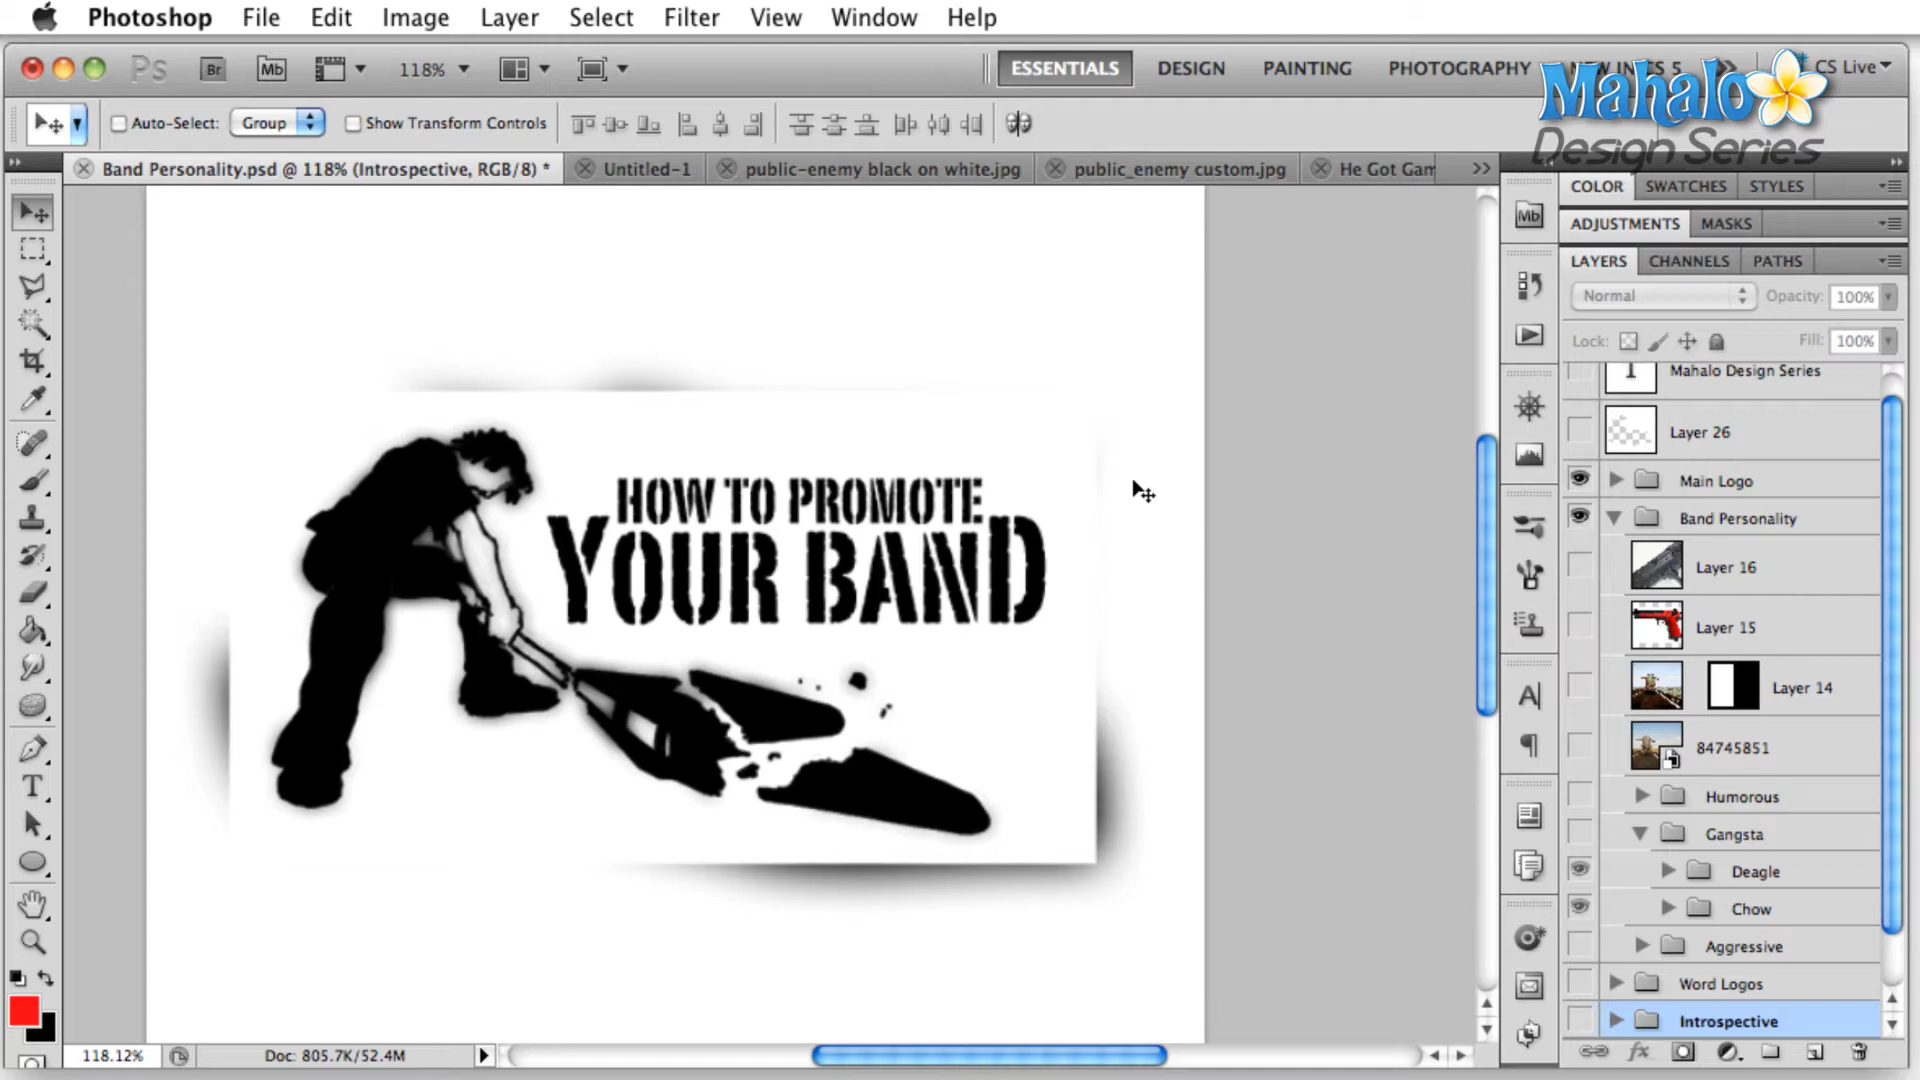 Photoshop File Edit Image Layer Select Filter View Window Help
Ps Br Mb 118% ESSENTIALS DESIGN PAINTING PHOTOGRAPHY CS Live
Mahalo
Design Series
Auto-Select: Group Show Transform Controls
Band Personality.psd @ 118% (Introspective, RGB/8) * Untitled-1 public-enemy black on white.jpg public_enemy custom.jpg He Got Gam
COLOR SWATCHES STYLES
ADJUSTMENTS MASKS
LAYERS CHANNELS PATHS
Normal Opacity: 100%
Lock: Fill: 100%
Mahalo Design Series
Layer 26
Main Logo
Band Personality
Layer 16
Layer 15
Layer 14
84745851
Humorous
Gangsta
Deagle
Chow
Aggressive
Word Logos
Introspective
HOW TO PROMOTE
YOUR BAND
118.12% Doc: 805.7K/52.4M